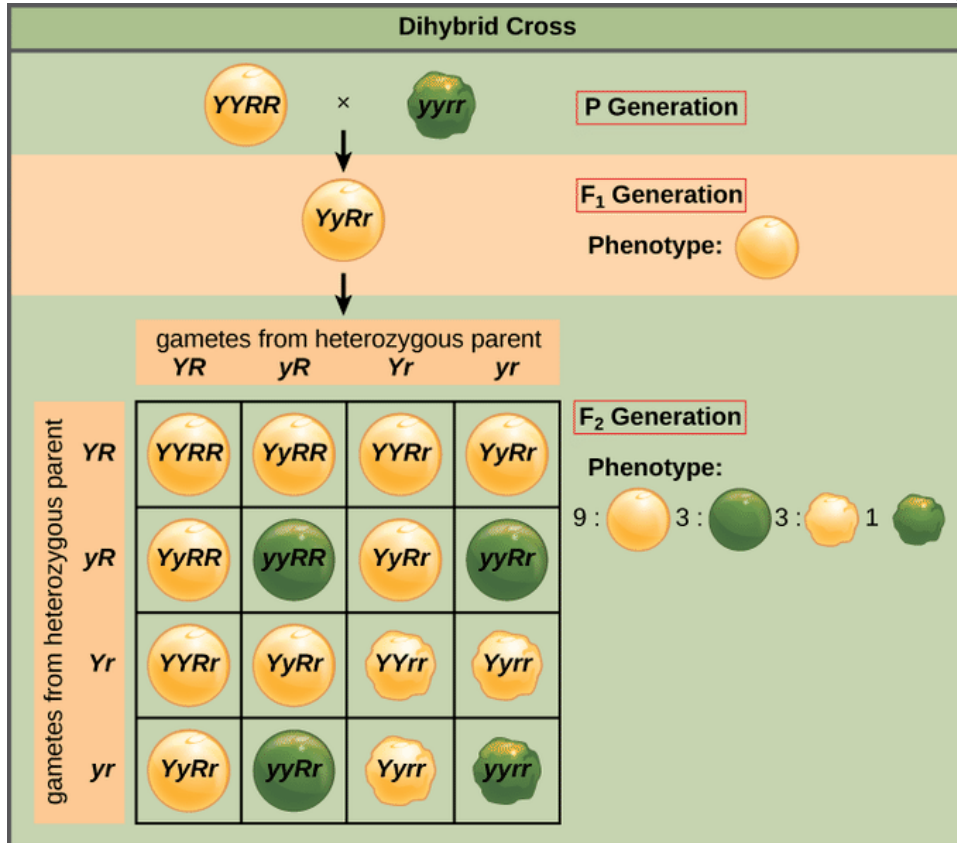 Dihybrid Cross
YYRR × yyrr
P Generation
YyRr
F₁ Generation
Phenotype:
gametes from heterozygous parent
YR yR Yr yr
gametes from heterozygous parent
YR YYRR YyRR YYRr YyRr
yR YyRR yyRR YyRr yyRr
Yr YYRr YyRr YYrr Yyrr
yr YyRr yyRr Yyrr yyrr
F₂ Generation
Phenotype:
9 : 3 : 3 : 1